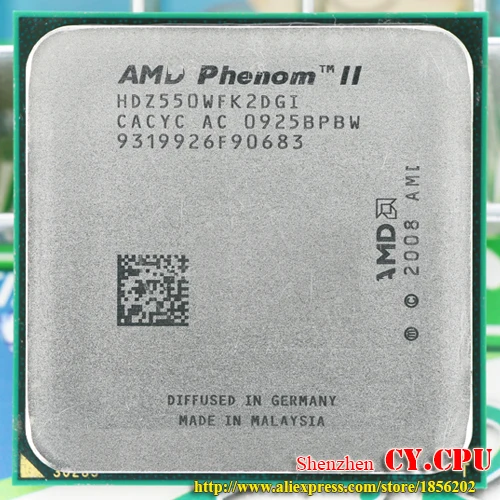 AMD Phenom™ II
HDZ550WFK2DGI
CACYC AC 0925BPBW
9319926F90683
AMD
ⓜ © 2008 AMD
DIFFUSED IN GERMANY
MADE IN MALAYSIA
Shenzhen CY.CPU
http://www.aliexpress.com/store/1856202